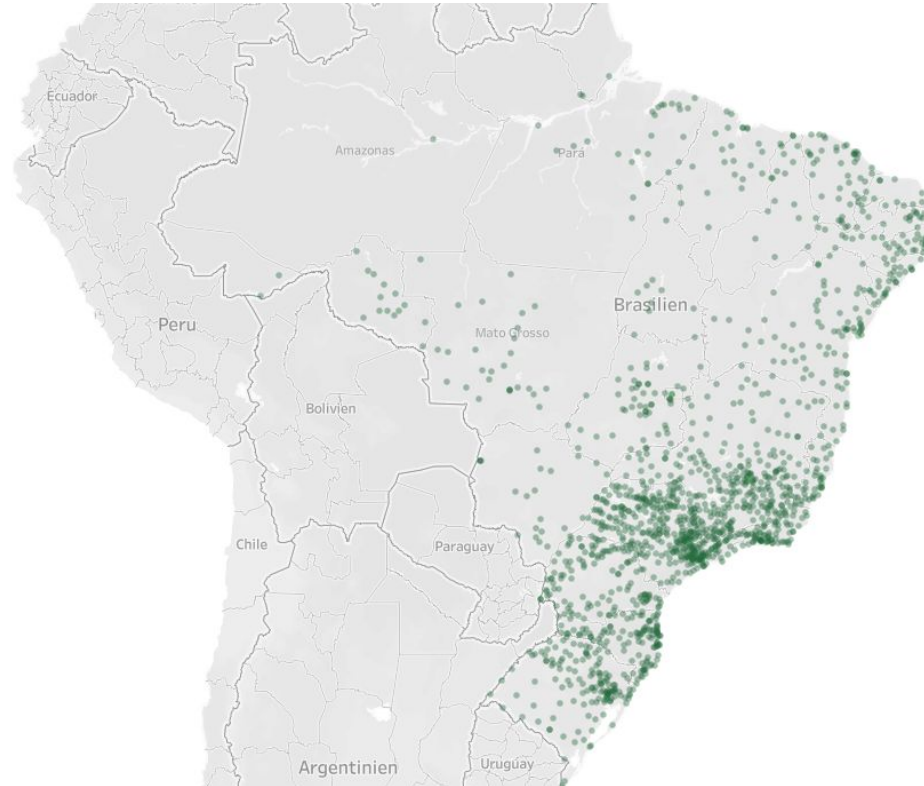 Ecuador
Amazonas
Pará
Peru
Brasilien
Mato Grosso
Bolivien
Chile
Paraguay
Argentinien
Uruguay